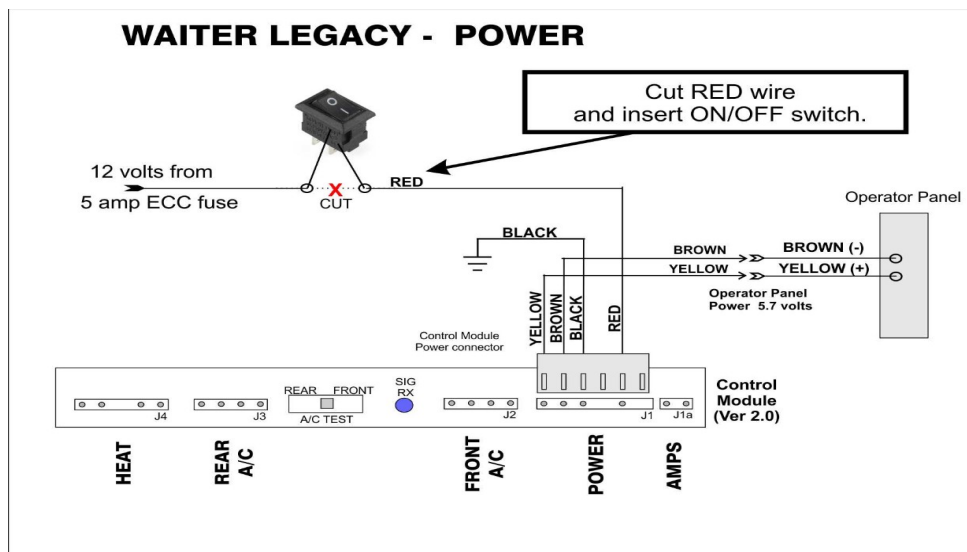 WAITER LEGACY - POWER
Cut RED wire
and insert ON/OFF switch.
12 volts from
5 amp ECC fuse
X
CUT
RED
Operator Panel
BLACK
BROWN
BROWN (-)
YELLOW
YELLOW (+)
Operator Panel
Power 5.7 volts
YELLOW
BROWN
BLACK
RED
Control Module
Power connector
REAR FRONT
SIG
RX
J4
J3
A/C TEST
J2
J1
J1a
Control
Module
(Ver 2.0)
HEAT
REAR
A/C
FRONT
A/C
POWER
AMPS